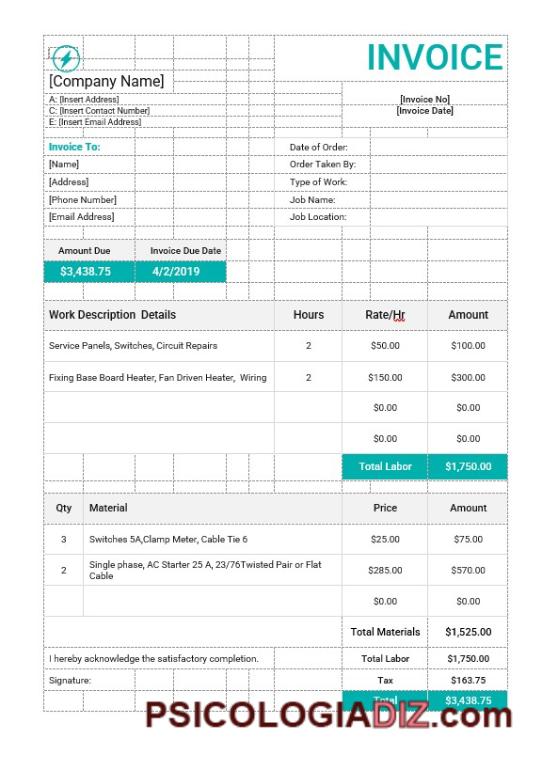 INVOICE
[Company Name]
A: [Insert Address]
C: [Insert Contact Number]
E: [Insert Email Address]
[Invoice No]
[Invoice Date]
Invoice To:
Date of Order:
[Name]
Order Taken By:
[Address]
Type of Work:
[Phone Number]
Job Name:
[Email Address]
Job Location:
Amount Due Invoice Due Date
$3,438.75 4/2/2019
Work Description Details Hours Rate/Hr Amount
Service Panels, Switches, Circuit Repairs 2 $50.00 $100.00
Fixing Base Board Heater, Fan Driven Heater, Wiring 2 $150.00 $300.00
$0.00 $0.00
$0.00 $0.00
Total Labor $1,750.00
Qty Material Price Amount
3 Switches 5A,Clamp Meter, Cable Tie 6 $25.00 $75.00
2 Single phase, AC Starter 25 A, 23/76Twisted Pair or Flat
Cable $285.00 $570.00
$0.00 $0.00
Total Materials $1,525.00
I hereby acknowledge the satisfactory completion. Total Labor $1,750.00
Signature: Tax $163.75
Total $3,438.75
PSICOLOGIADIZ.com